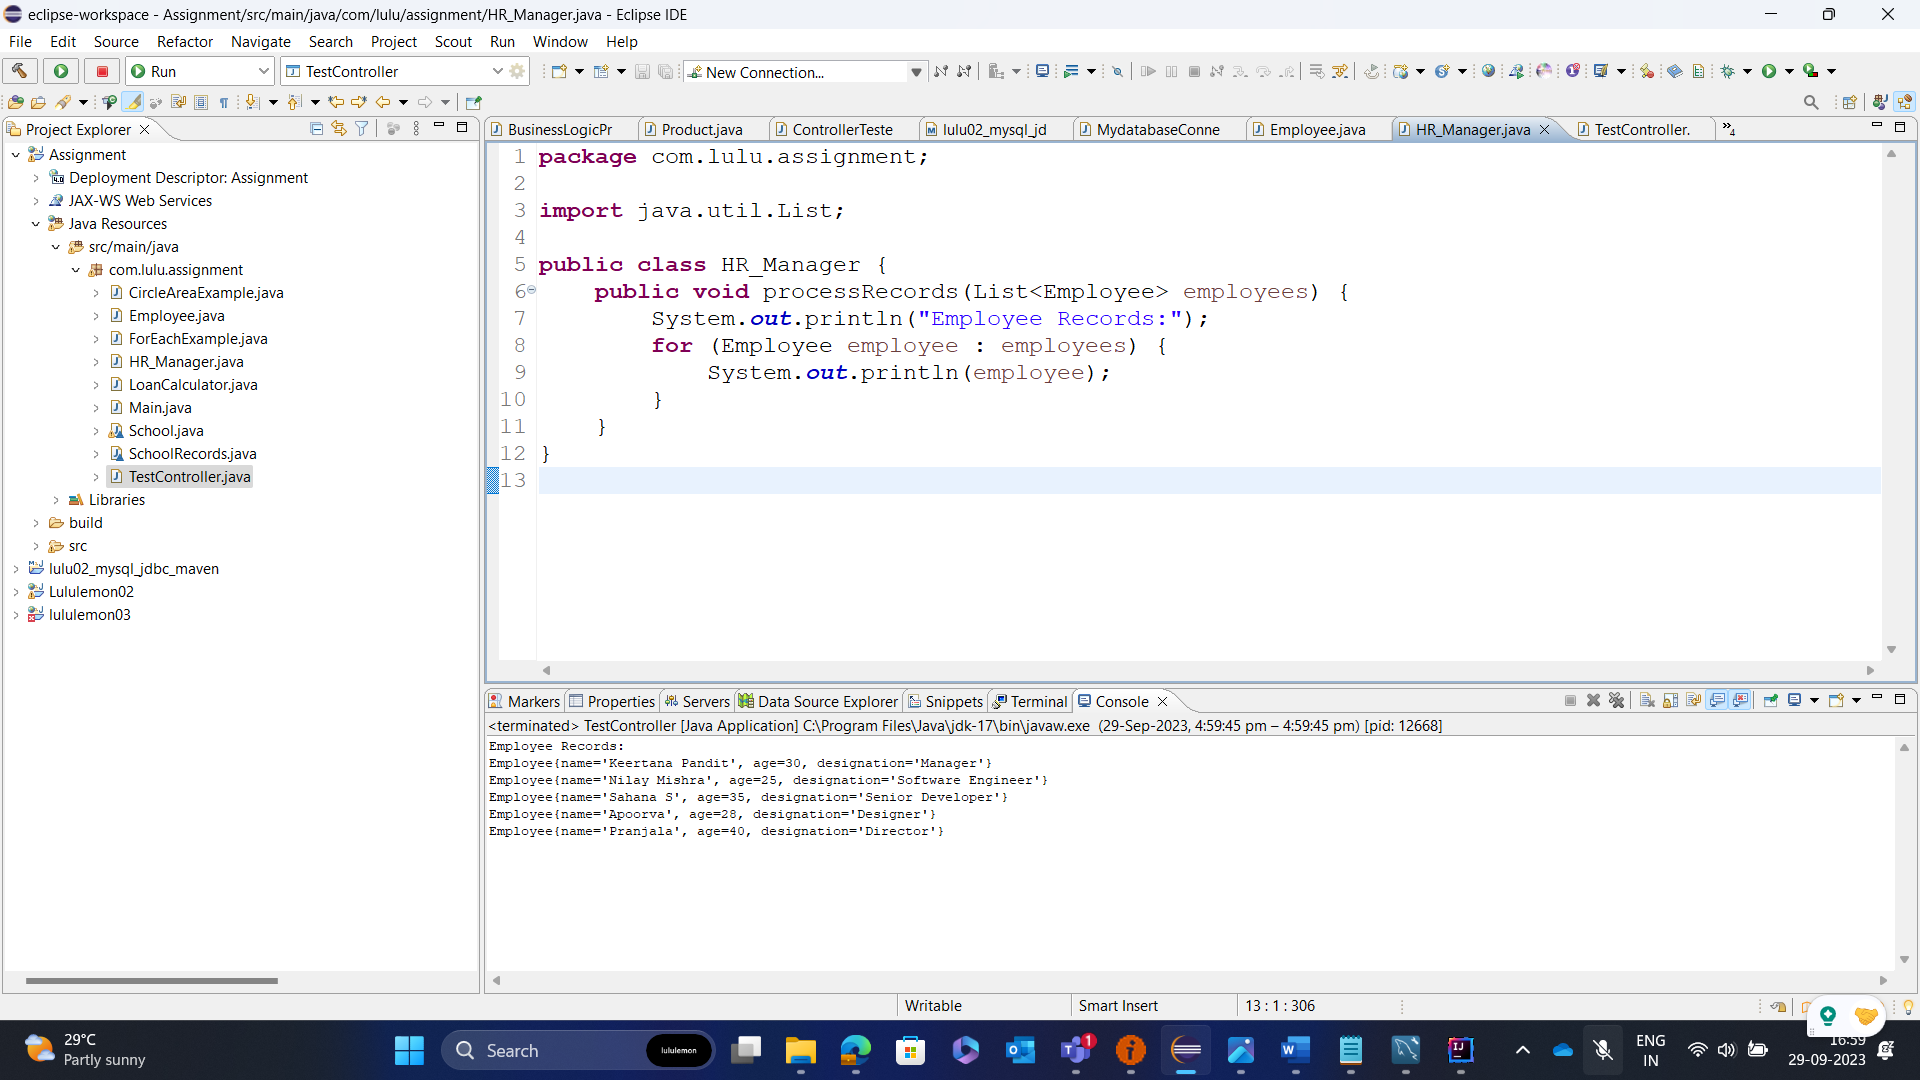 eclipse-workspace - Assignment/src/main/java/com/lulu/assignment/HR_Manager.java - Eclipse IDE
File Edit Source Refactor Navigate Search Project Scout Run Window Help
Run TestController New Connection...
Project Explorer
Assignment
Deployment Descriptor: Assignment
JAX-WS Web Services
Java Resources
src/main/java
com.lulu.assignment
CircleAreaExample.java
Employee.java
ForEachExample.java
HR_Manager.java
LoanCalculator.java
Main.java
School.java
SchoolRecords.java
TestController.java
Libraries
build
src
lulu02_mysql_jdbc_maven
Lululemon02
lululemon03
BusinessLogicPr Product.java ControllerTeste lulu02_mysql_jd MydatabaseConne Employee.java HR_Manager.java TestController. »4
1 package com.lulu.assignment;
2
3 import java.util.List;
4
5 public class HR_Manager {
6 public void processRecords(List<Employee> employees) {
7 System.out.println("Employee Records:");
8 for (Employee employee : employees) {
9 System.out.println(employee);
10 }
11 }
12 }
13
Markers Properties Servers Data Source Explorer Snippets Terminal Console
<terminated> TestController [Java Application] C:\Program Files\Java\jdk-17\bin\javaw.exe (29-Sep-2023, 4:59:45 pm – 4:59:45 pm) [pid: 12668]
Employee Records:
Employee{name='Keertana Pandit', age=30, designation='Manager'}
Employee{name='Nilay Mishra', age=25, designation='Software Engineer'}
Employee{name='Sahana S', age=35, designation='Senior Developer'}
Employee{name='Apoorva', age=28, designation='Designer'}
Employee{name='Pranjala', age=40, designation='Director'}
Writable Smart Insert 13 : 1 : 306
29°C
Partly sunny
Search lululemon
1
ENG
IN
16:59
29-09-2023